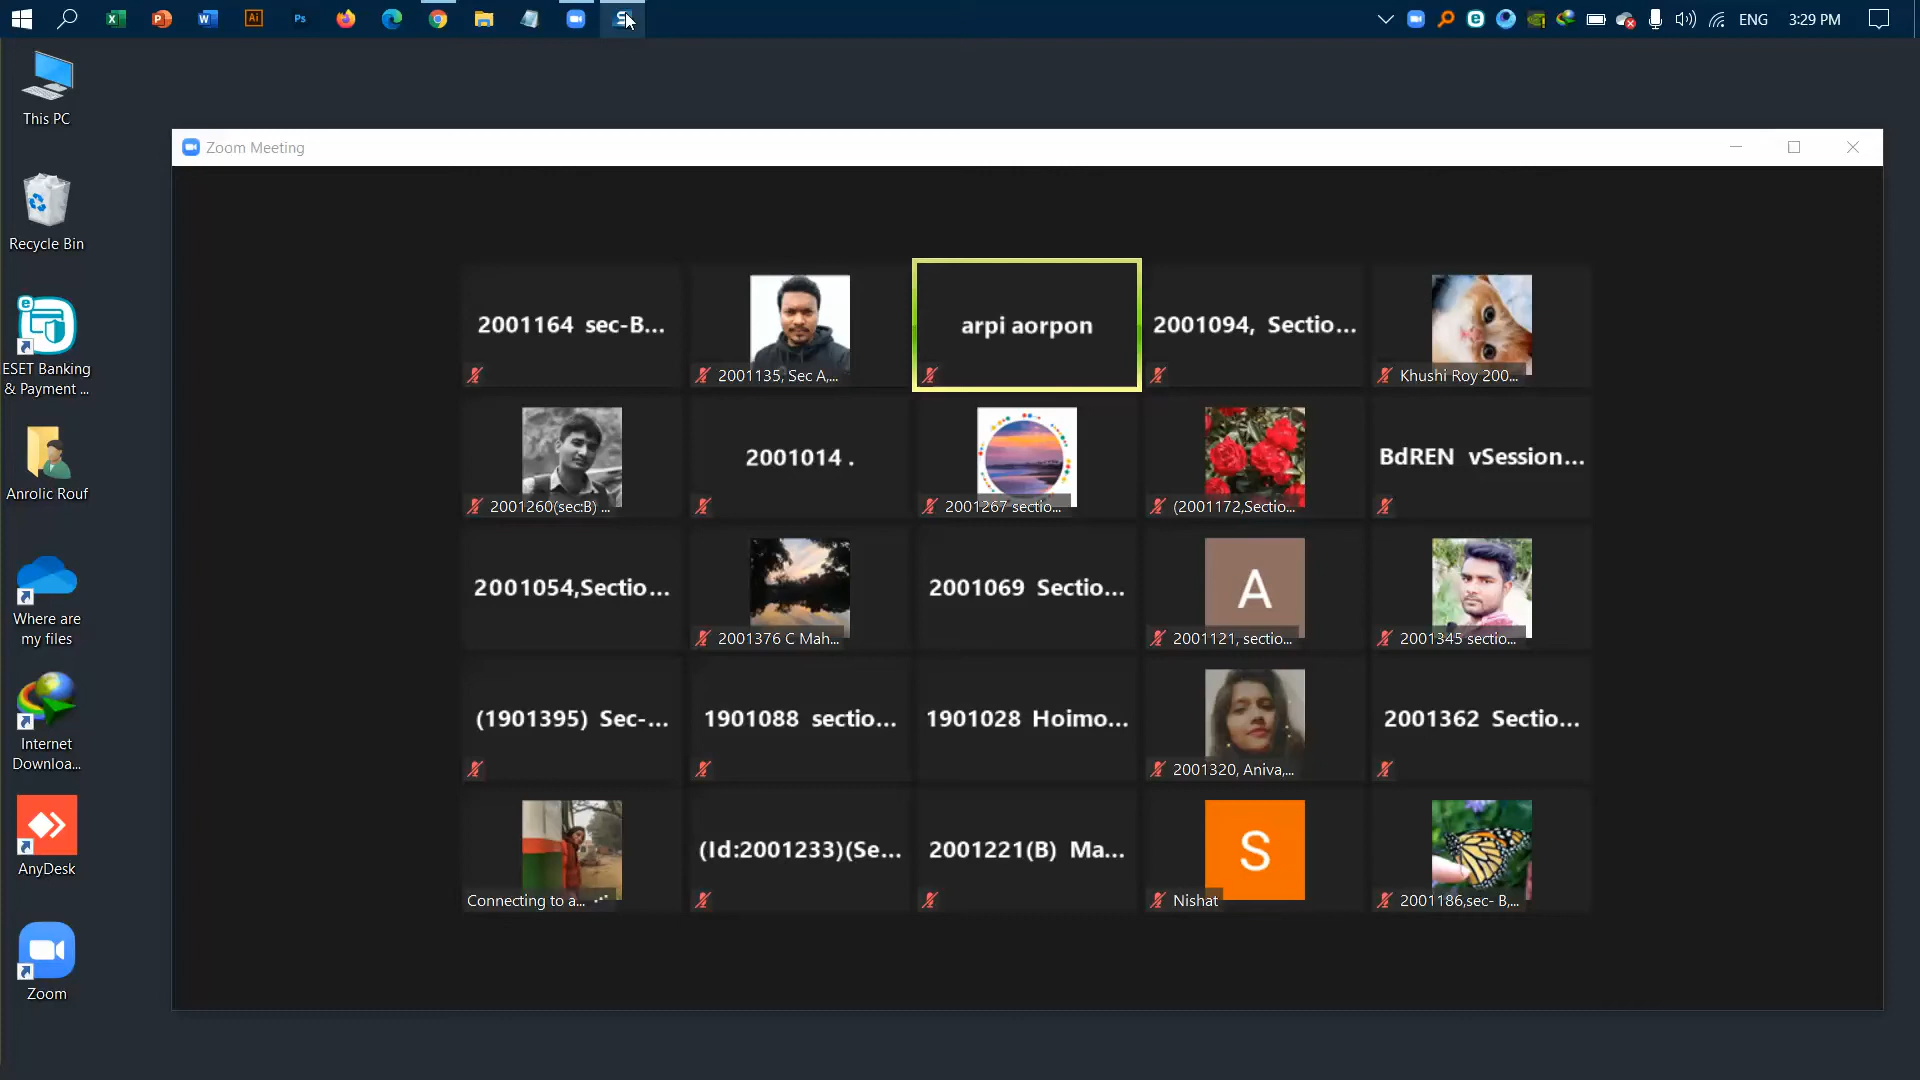 ENG
3:29 PM
This PC
Recycle Bin
ESET Banking
& Payment ...
Anrolic Rouf
Where are
my files
Internet
Downloa...
AnyDesk
Zoom
Zoom Meeting
2001164 sec-B...
2001135, Sec A,...
arpi aorpon
2001094, Sectio...
Khushi Roy 200...
2001260(sec:B) ...
2001014 .
2001267 sectio...
(2001172,Sectio...
BdREN vSession...
2001054,Sectio...
2001376 C Mah...
2001069 Sectio...
A
2001121, sectio...
2001345 sectio...
(1901395) Sec-...
1901088 sectio...
1901028 Hoimo...
2001320, Aniva,...
2001362 Sectio...
Connecting to a...
(Id:2001233)(Se...
2001221(B) Ma...
S
Nishat
2001186,sec- B,...